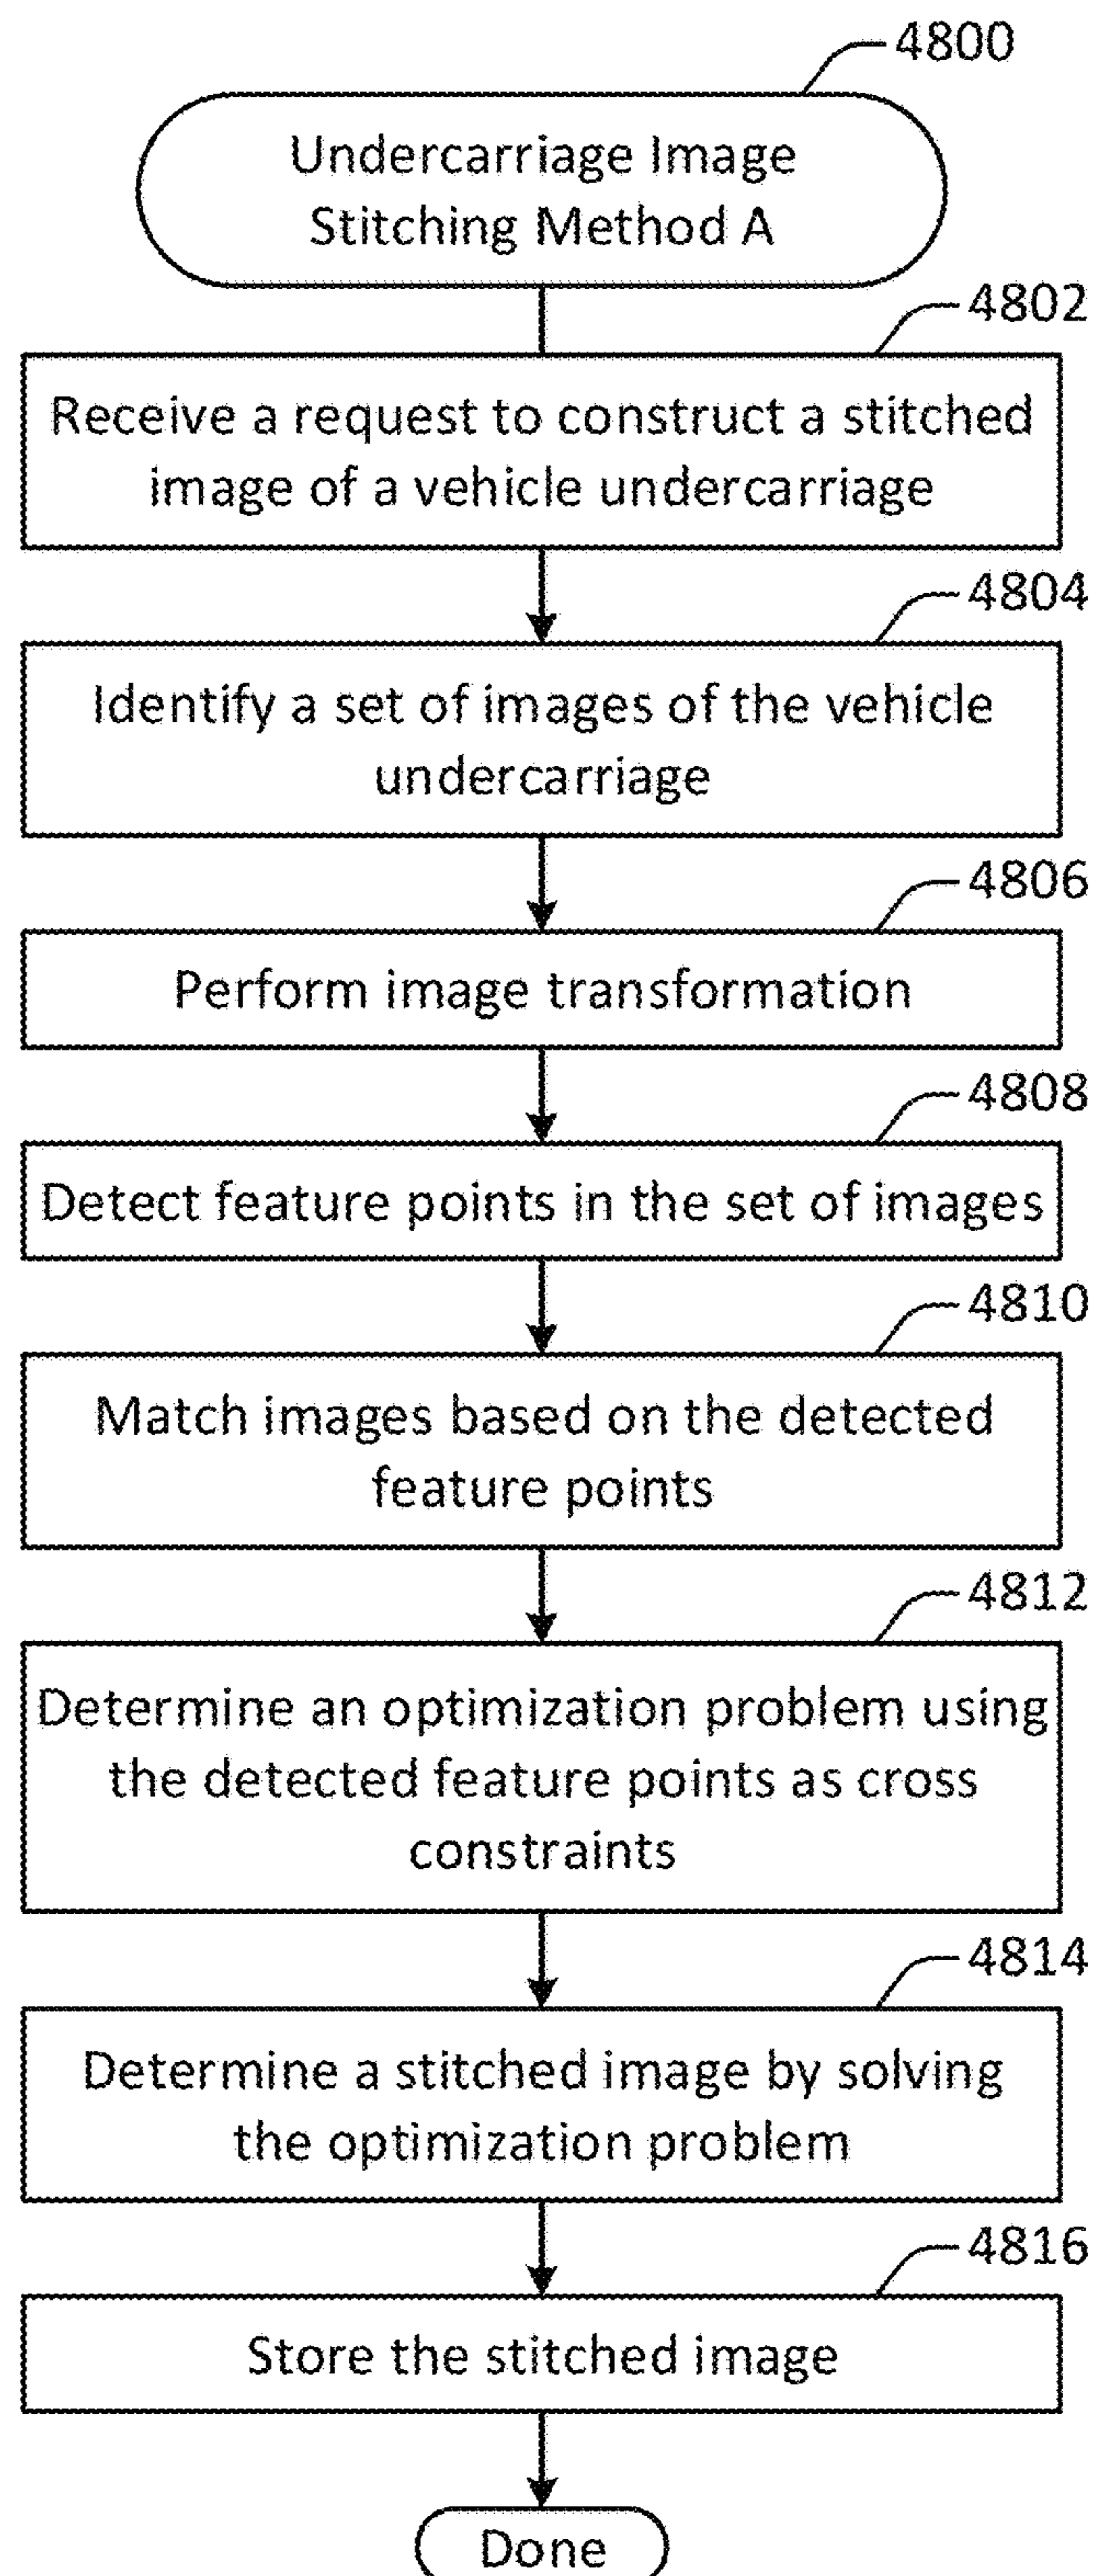 4800
Undercarriage Image
Stitching Method A
4802
Receive a request to construct a stitched
image of a vehicle undercarriage
4804
Identify a set of images of the vehicle
undercarriage
4806
Perform image transformation
4808
Detect feature points in the set of images
4810
Match images based on the detected
feature points
4812
Determine an optimization problem using
the detected feature points as cross
constraints
4814
Determine a stitched image by solving
the optimization problem
4816
Store the stitched image
Done